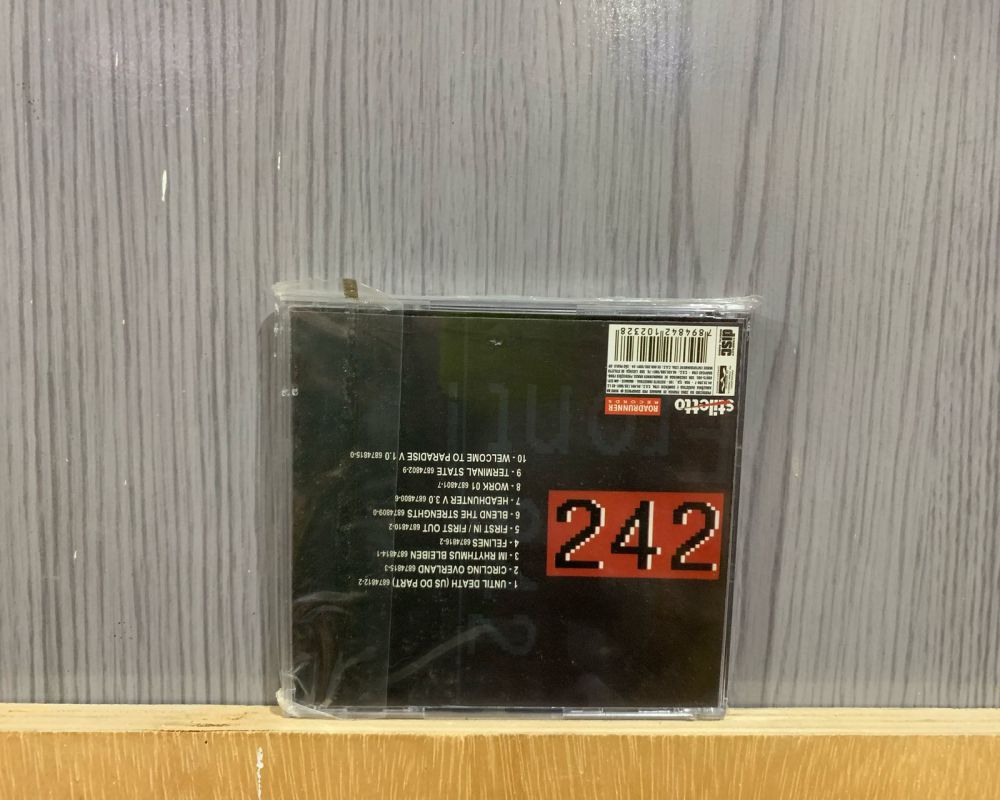 242
1 - UNTIL DEATH (US DO PART) 6874812-2
2 - CIRCLING OVERLAND 6874815-3
3 - IM RHYTHMUS BLEIBEN 6874814-1
4 - FELINES 6874816-2
5 - FIRST IN / FIRST OUT 6874810-2
6 - BLEND THE STRENGHTS 6874809-0
7 - HEADHUNTER V 3.0 6874800-6
8 - WORK 01 6874801-7
9 - TERMINAL STATE 6874802-9
10 - WELCOME TO PARADISE V 1.0 6874815-0
stiletto
ROADRUNNER
RECORDS
disc
7 894842 102328